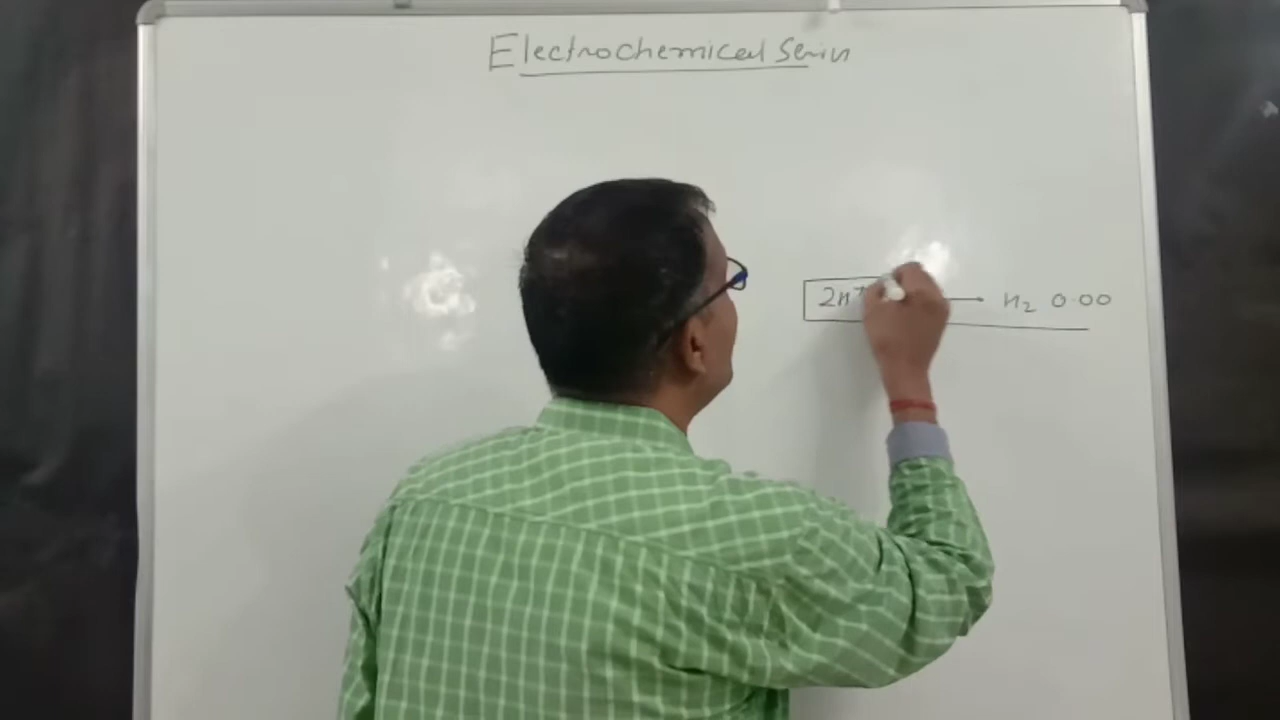 Electrochemical Series
2H⁺ → H₂ 0.00